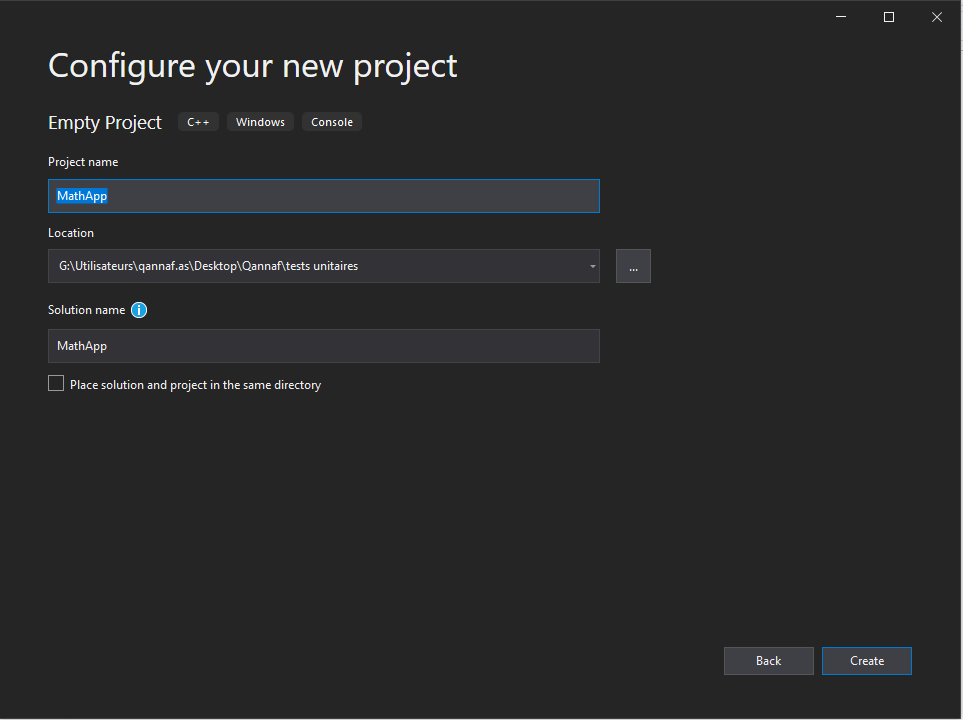 Configure your new project
Empty Project C++ Windows Console
Project name
MathApp
Location
G:\Utilisateurs\qannaf.as\Desktop\Qannaf\tests unitaires
...
Solution name i
MathApp
Place solution and project in the same directory
Back Create